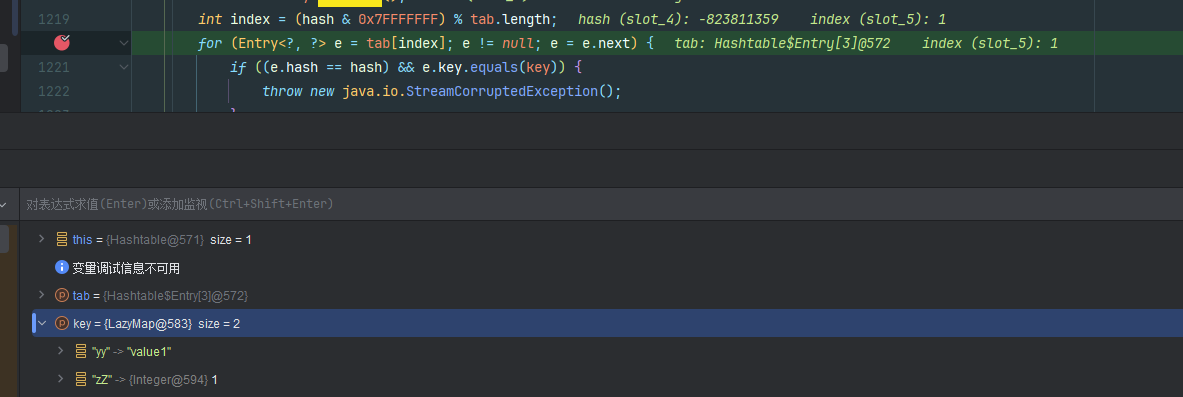 1219 int index = (hash & 0x7FFFFFFF) % tab.length; hash (slot_4): -823811359 index (slot_5): 1
for (Entry<?, ?> e = tab[index]; e != null; e = e.next) { tab: Hashtable$Entry[3]@572 index (slot_5): 1
1221 if ((e.hash == hash) && e.key.equals(key)) {
1222 throw new java.io.StreamCorruptedException();
}
对表达式求值(Enter)或添加监视(Ctrl+Shift+Enter)
this = {Hashtable@571} size = 1
变量调试信息不可用
tab = {Hashtable$Entry[3]@572}
key = {LazyMap@583} size = 2
"yy" -> "value1"
"zZ" -> {Integer@594} 1